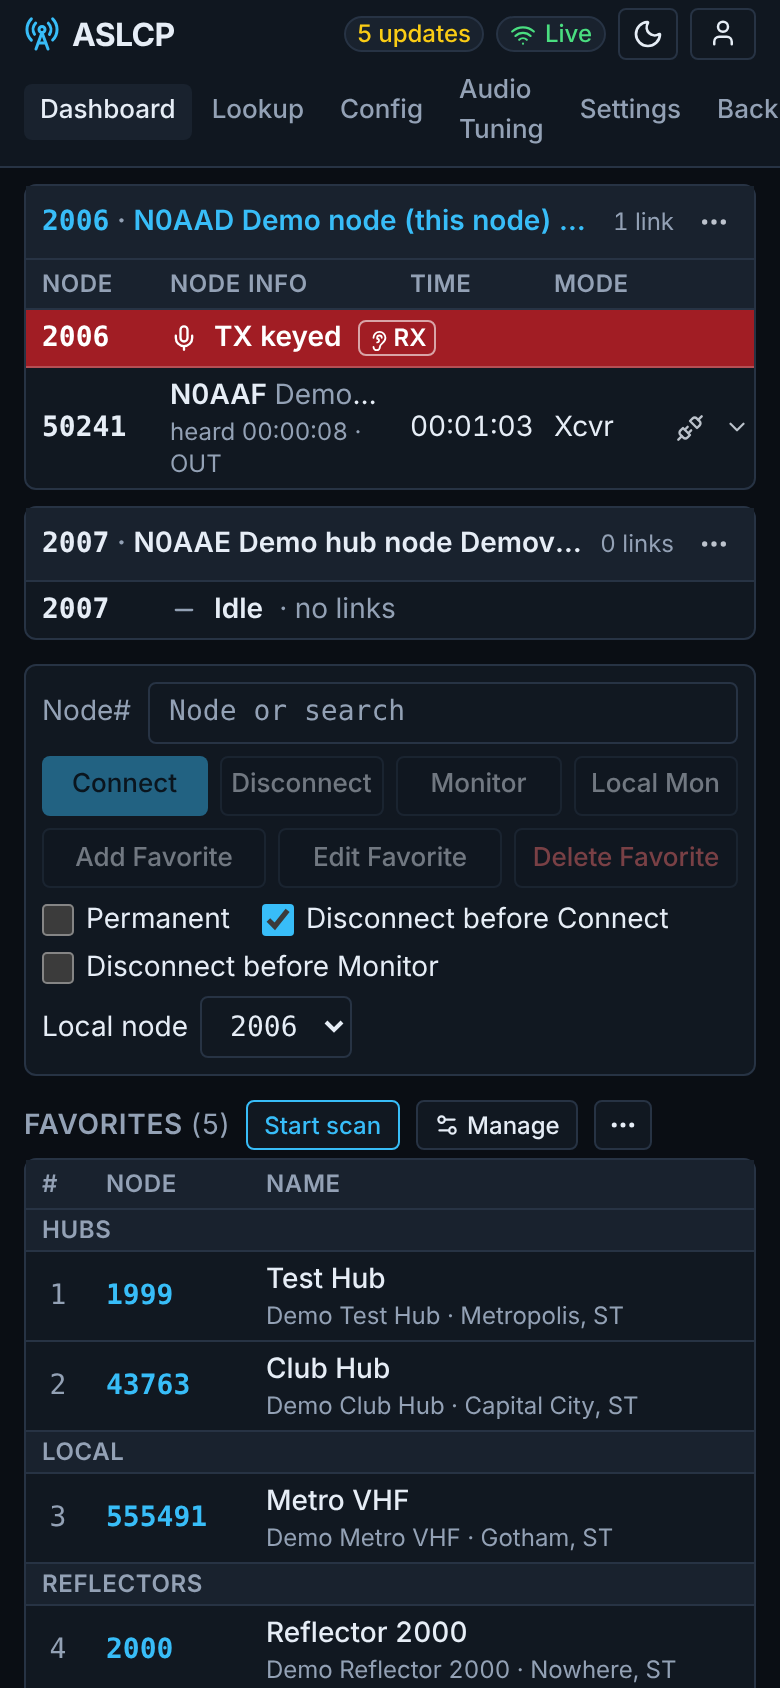 ASLCP
5 updates
Live
Dashboard
Lookup
Config
Audio
Tuning
Settings
Back
2006 · N0AAD Demo node (this node) ...
1 link
NODE
NODE INFO
TIME
MODE
2006
TX keyed
RX
50241
N0AAF Demo...
heard 00:00:08 ·
OUT
00:01:03
Xcvr
2007 · N0AAE Demo hub node Demov...
0 links
2007
— Idle · no links
Node#
Node or search
Connect
Disconnect
Monitor
Local Mon
Add Favorite
Edit Favorite
Delete Favorite
Permanent
Disconnect before Connect
Disconnect before Monitor
Local node
2006
FAVORITES (5)
Start scan
Manage
#
NODE
NAME
HUBS
1
1999
Test Hub
Demo Test Hub · Metropolis, ST
2
43763
Club Hub
Demo Club Hub · Capital City, ST
LOCAL
3
555491
Metro VHF
Demo Metro VHF · Gotham, ST
REFLECTORS
4
2000
Reflector 2000
Demo Reflector 2000 · Nowhere, ST